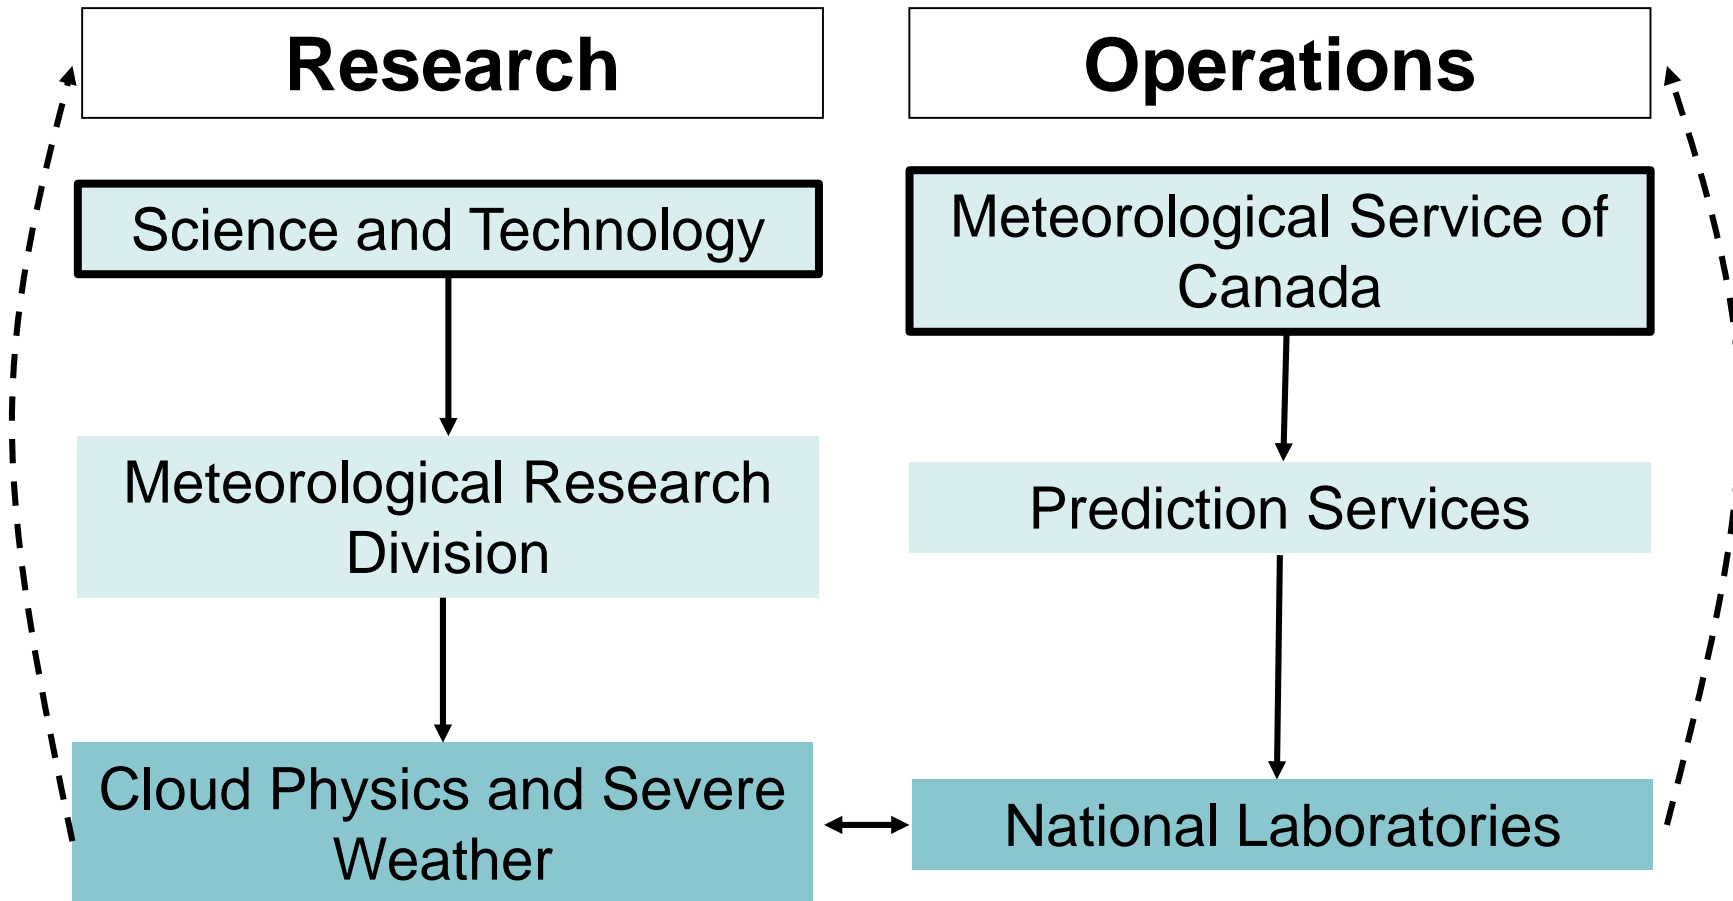 Research
Operations
Science and Technology
Meteorological Service of
Canada
Meteorological Research
Division
Prediction Services
Cloud Physics and Severe
Weather
National Laboratories